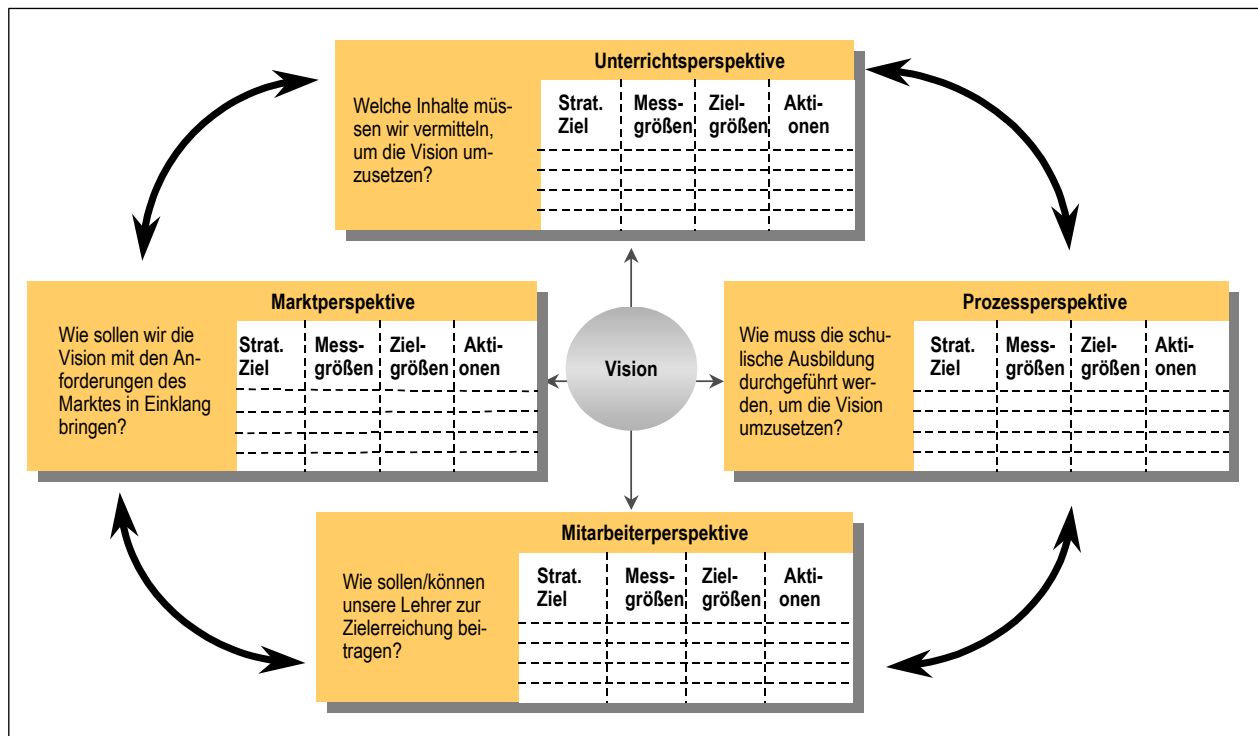 Unterrichtsperspektive
Welche Inhalte müs-
sen wir vermitteln,
um die Vision um-
zusetzen?
Strat. Mess- Ziel- Akti-
Ziel größen größen onen
Marktperspektive
Wie sollen wir die
Vision mit den An-
forderungen des
Marktes in Einklang
bringen?
Strat. Mess- Ziel- Akti-
Ziel größen größen onen
Vision
Prozessperspektive
Wie muss die schu-
lische Ausbildung
durchgeführt wer-
den, um die Vision
umzusetzen?
Strat. Mess- Ziel- Akti-
Ziel größen größen onen
Mitarbeiterperspektive
Wie sollen/können
unsere Lehrer zur
Zielerreichung bei-
tragen?
Strat. Mess- Ziel- Akti-
Ziel größen größen onen